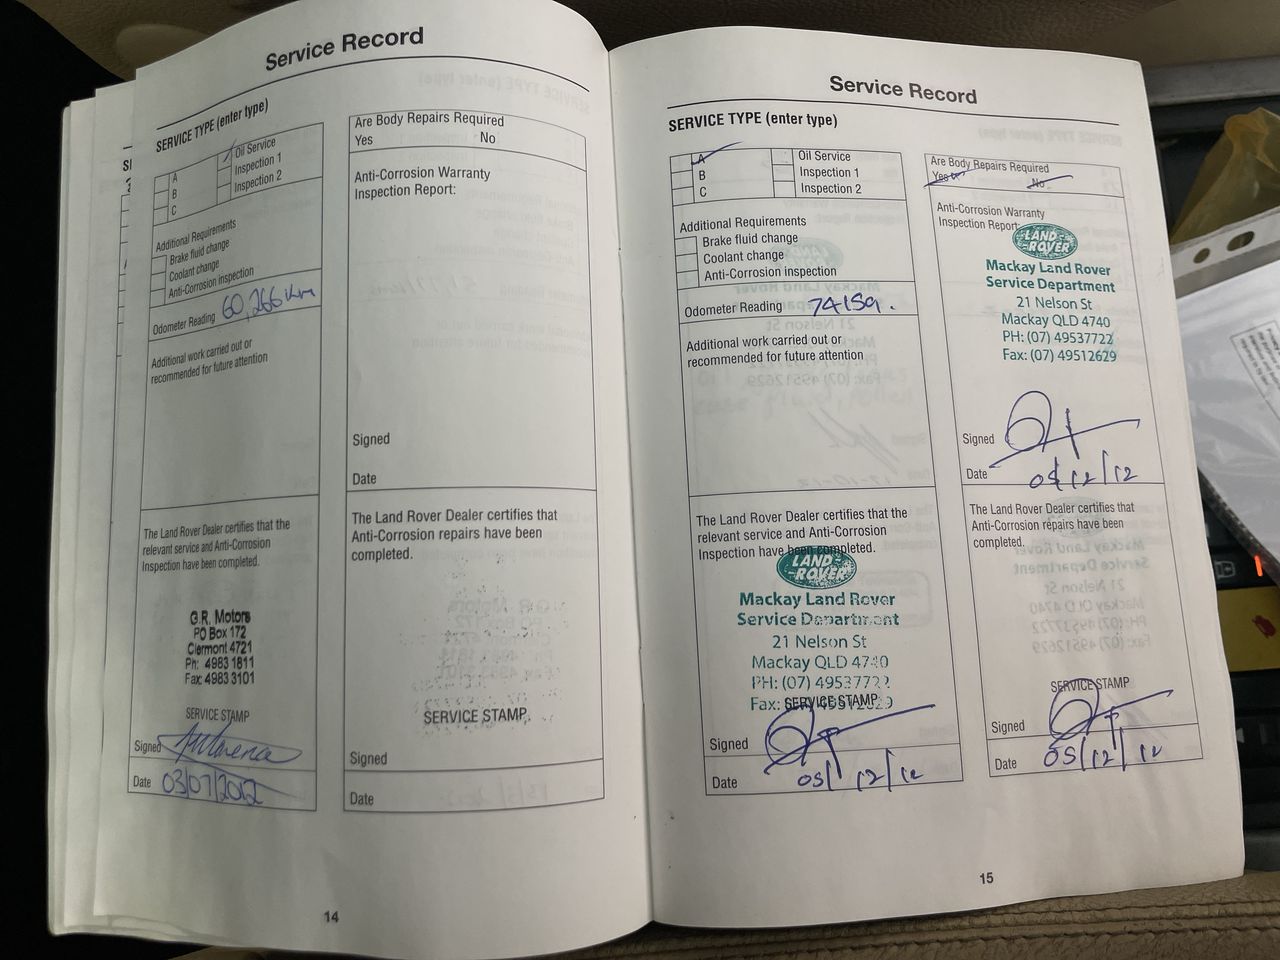 Service Record
SERVICE TYPE (enter type)
A
B
C
Oil Service
Inspection 1
Inspection 2
Additional Requirements
Brake fluid change
Coolant change
Anti-Corrosion inspection
Odometer Reading 60,266 km
Additional work carried out or
recommended for future attention
The Land Rover Dealer certifies that the
relevant service and Anti-Corrosion
Inspection have been completed.
G.R. Motors
PO Box 172
Clermont 4721
Ph: 4983 1811
Fax: 4983 3101
SERVICE STAMP
Signed
Date 03/07/2012
Are Body Repairs Required
Yes No
Anti-Corrosion Warranty
Inspection Report:
Signed
Date
The Land Rover Dealer certifies that
Anti-Corrosion repairs have been
completed.
SERVICE STAMP
Signed
Date
14
Service Record
SERVICE TYPE (enter type)
A
B
C
Oil Service
Inspection 1
Inspection 2
Additional Requirements
Brake fluid change
Coolant change
Anti-Corrosion inspection
Odometer Reading 74159.
Additional work carried out or
recommended for future attention
The Land Rover Dealer certifies that the
relevant service and Anti-Corrosion
Inspection have been completed.
LAND
-ROVER
Mackay Land Rover
Service Department
21 Nelson St
Mackay QLD 4740
PH: (07) 49537722
Fax: (07) 49512629
SERVICE STAMP
Signed
Date 05/12/12
Are Body Repairs Required
Yes No
Anti-Corrosion Warranty
Inspection Report:
LAND
-ROVER
Mackay Land Rover
Service Department
21 Nelson St
Mackay QLD 4740
PH: (07) 49537722
Fax: (07) 49512629
Signed
Date 05/12/12
The Land Rover Dealer certifies that
Anti-Corrosion repairs have been
completed.
SERVICE STAMP
Signed
Date 05/12/12
15